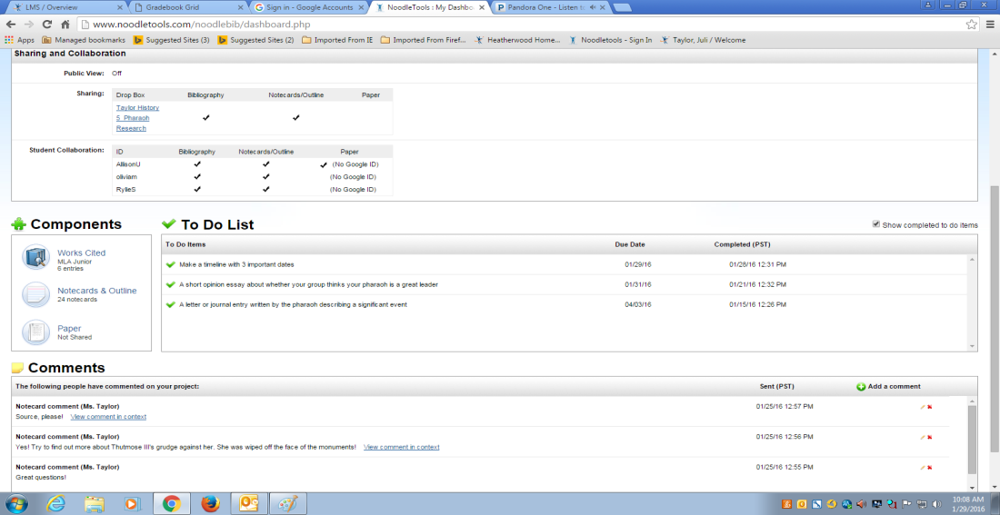 LM5 / Overview
Gradebook Grid
Sign in - Google Accounts
NoodleTools : My Dashbo
Pandora One - Listen to
www.noodletools.com/noodlebib/dashboard.php
Apps Managed bookmarks Suggested Sites (3) Suggested Sites (2) Imported From IE Imported From Firef... Heatherwood Home... Noodletools - Sign In Taylor, Juli / Welcome
Sharing and Collaboration
Public View: Off
Sharing: Drop Box Bibliography Notecards/Outline Paper
Taylor History
5 Pharaoh
Research
Student Collaboration: ID Bibliography Notecards/Outline Paper
AllisonU (No Google ID)
oliviam (No Google ID)
RylieS (No Google ID)
Components
Works Cited
MLA Junior
6 entries
Notecards & Outline
24 notecards
Paper
Not Shared
To Do List
Show completed to do items
To Do Items Due Date Completed (PST)
Make a timeline with 3 important dates 01/29/16 01/28/16 12:31 PM
A short opinion essay about whether your group thinks your pharaoh is a great leader 01/31/16 01/21/16 12:32 PM
A letter or journal entry written by the pharaoh describing a significant event 04/03/16 01/15/16 12:26 PM
Comments
The following people have commented on your project: Sent (PST) Add a comment
Notecard comment (Ms. Taylor) 01/25/16 12:57 PM
Source, please! View comment in context
Notecard comment (Ms. Taylor) 01/25/16 12:56 PM
Yes! Try to find out more about Thutmose III's grudge against her. She was wiped off the face of the monuments! View comment in context
Notecard comment (Ms. Taylor) 01/25/16 12:55 PM
Great questions!
10:08 AM
1/29/2016